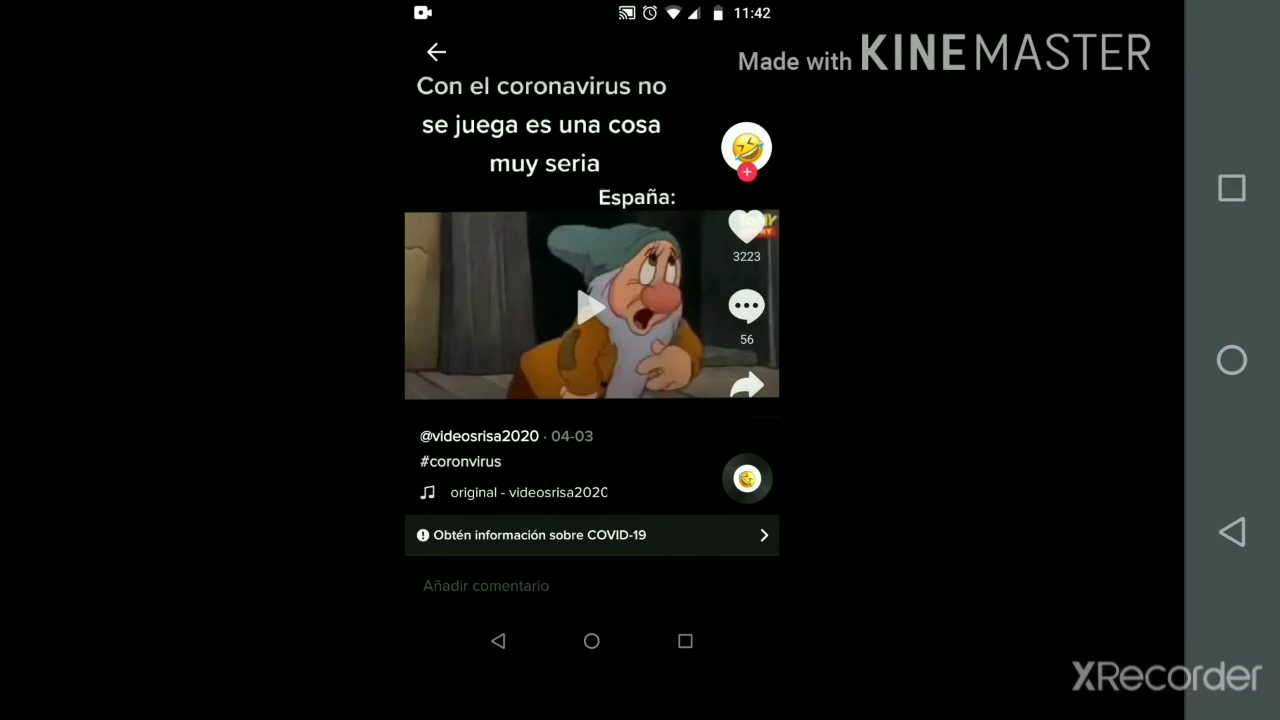 11:42
Made with KINEMASTER
Con el coronavirus no
se juega es una cosa
muy seria
España:
3223
56
@videosrisa2020 · 04-03
#coronvirus
original - videosrisa2020
Obtén información sobre COVID-19
Añadir comentario
XRecorder